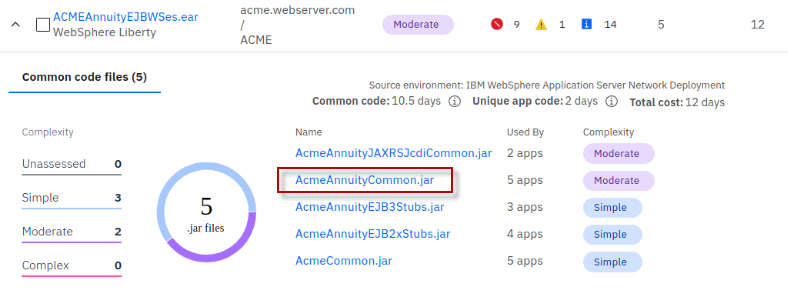 ACMEAnnuityEJBWSes.ear
WebSphere Liberty
acme.webserver.com
/
ACME
Moderate
9
1
14
5
12
Common code files (5)
Source environment: IBM WebSphere Application Server Network Deployment
Common code: 10.5 days Unique app code: 2 days Total cost: 12 days
Complexity
Unassessed 0
Simple 3
Moderate 2
Complex 0
5
.jar files
Name Used By Complexity
AcmeAnnuityJAXRSJcdiCommon.jar 2 apps Moderate
AcmeAnnuityCommon.jar 5 apps Moderate
AcmeAnnuityEJB3Stubs.jar 3 apps Simple
AcmeAnnuityEJB2xStubs.jar 4 apps Simple
AcmeCommon.jar 5 apps Simple